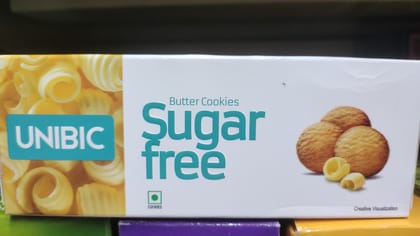 UNIBIC
Butter Cookies
Sugar
free
Creative Visualization